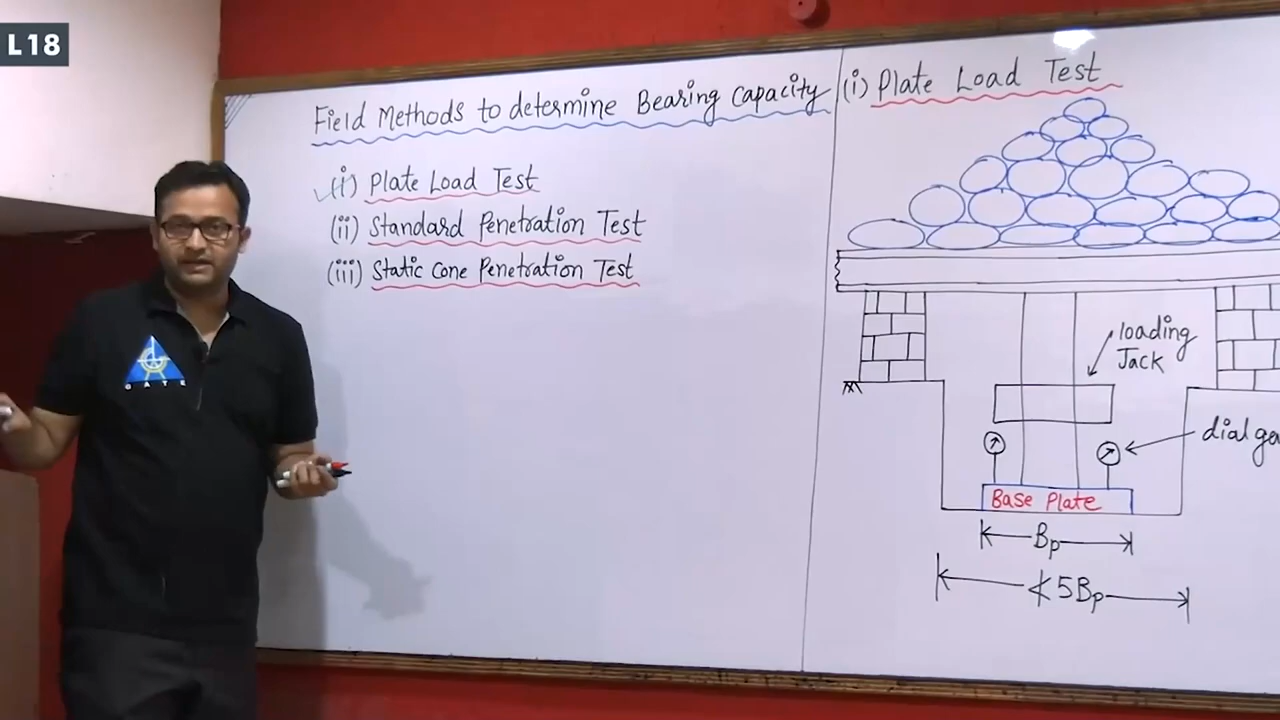 L18
Field Methods to determine Bearing Capacity
(i) Plate Load Test
(ii) Standard Penetration Test
(iii) Static Cone Penetration Test
GATE
(i) Plate Load Test
loading
Jack
dial ga
Base Plate
Bp
≮ 5Bp